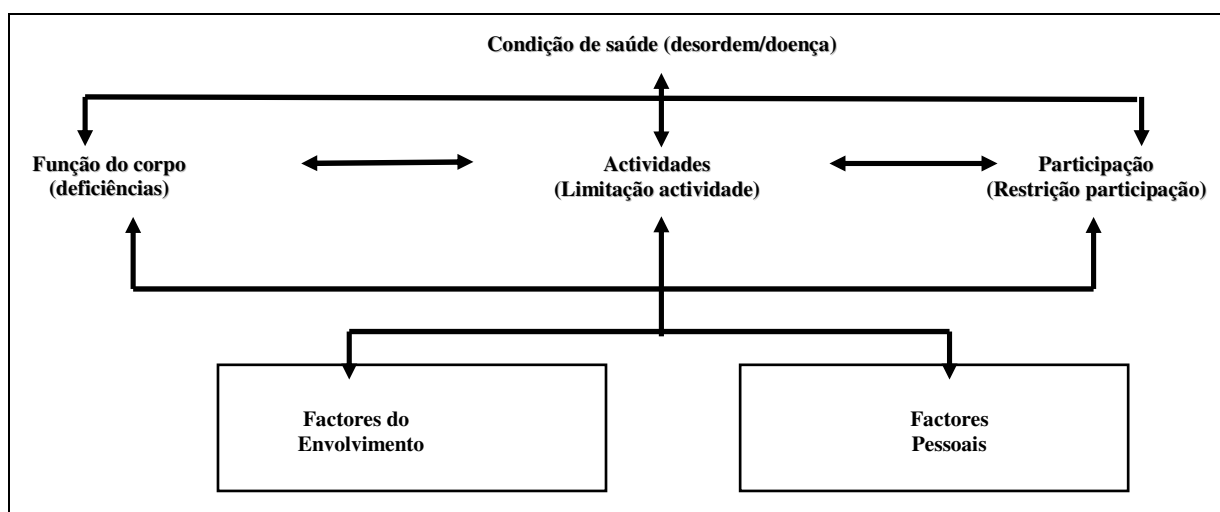 Condição de saúde (desordem/doença)
Função do corpo
(deficiências)
Actividades
(Limitação actividade)
Participação
(Restrição participação)
Factores do
Envolvimento
Factores
Pessoais